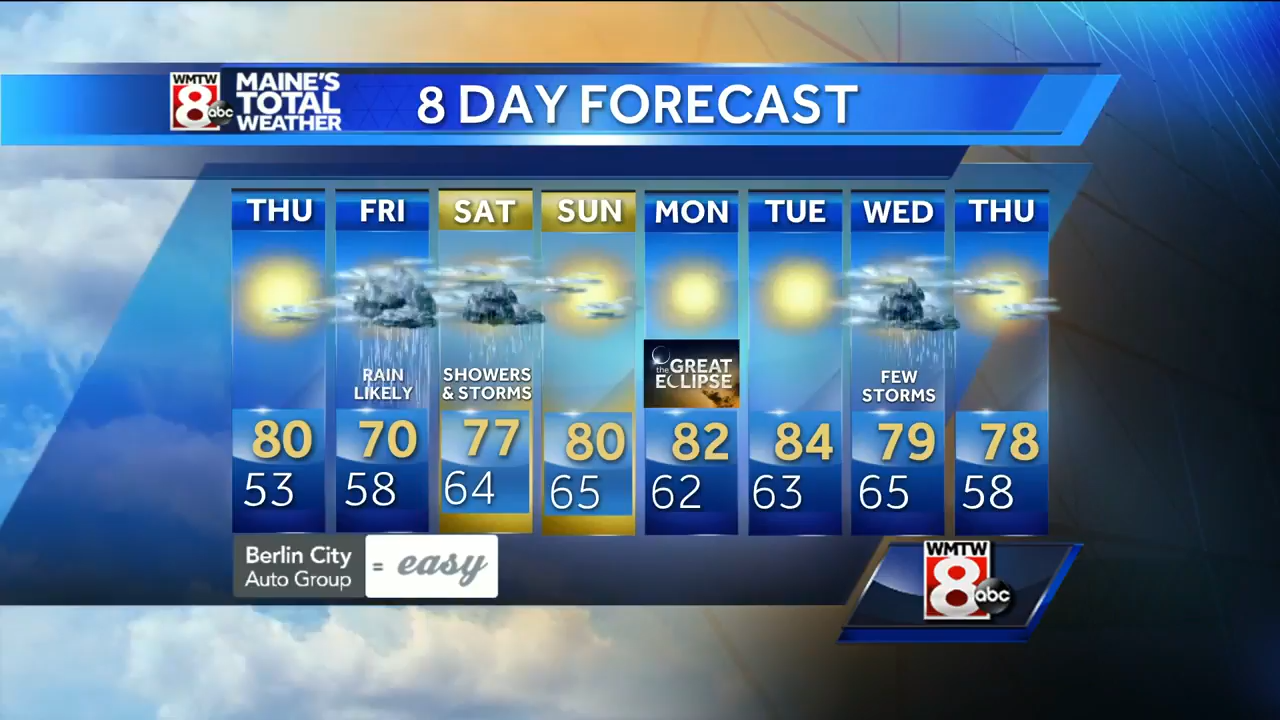 WMTW
8 abc
MAINE'S
TOTAL
WEATHER
8 DAY FORECAST
THU FRI SAT SUN MON TUE WED THU
RAIN
LIKELY
SHOWERS
& STORMS
the GREAT
ECLIPSE
FEW
STORMS
80 70 77 80 82 84 79 78
53 58 64 65 62 63 65 58
Berlin City
Auto Group
= easy
WMTW
8 abc